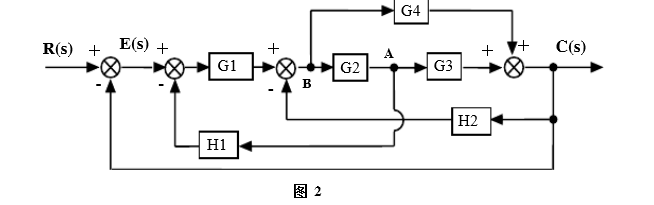 G4
R(s) + E(s) + G1 + B G2 A G3 + + C(s)
- - -
H2
H1
图 2